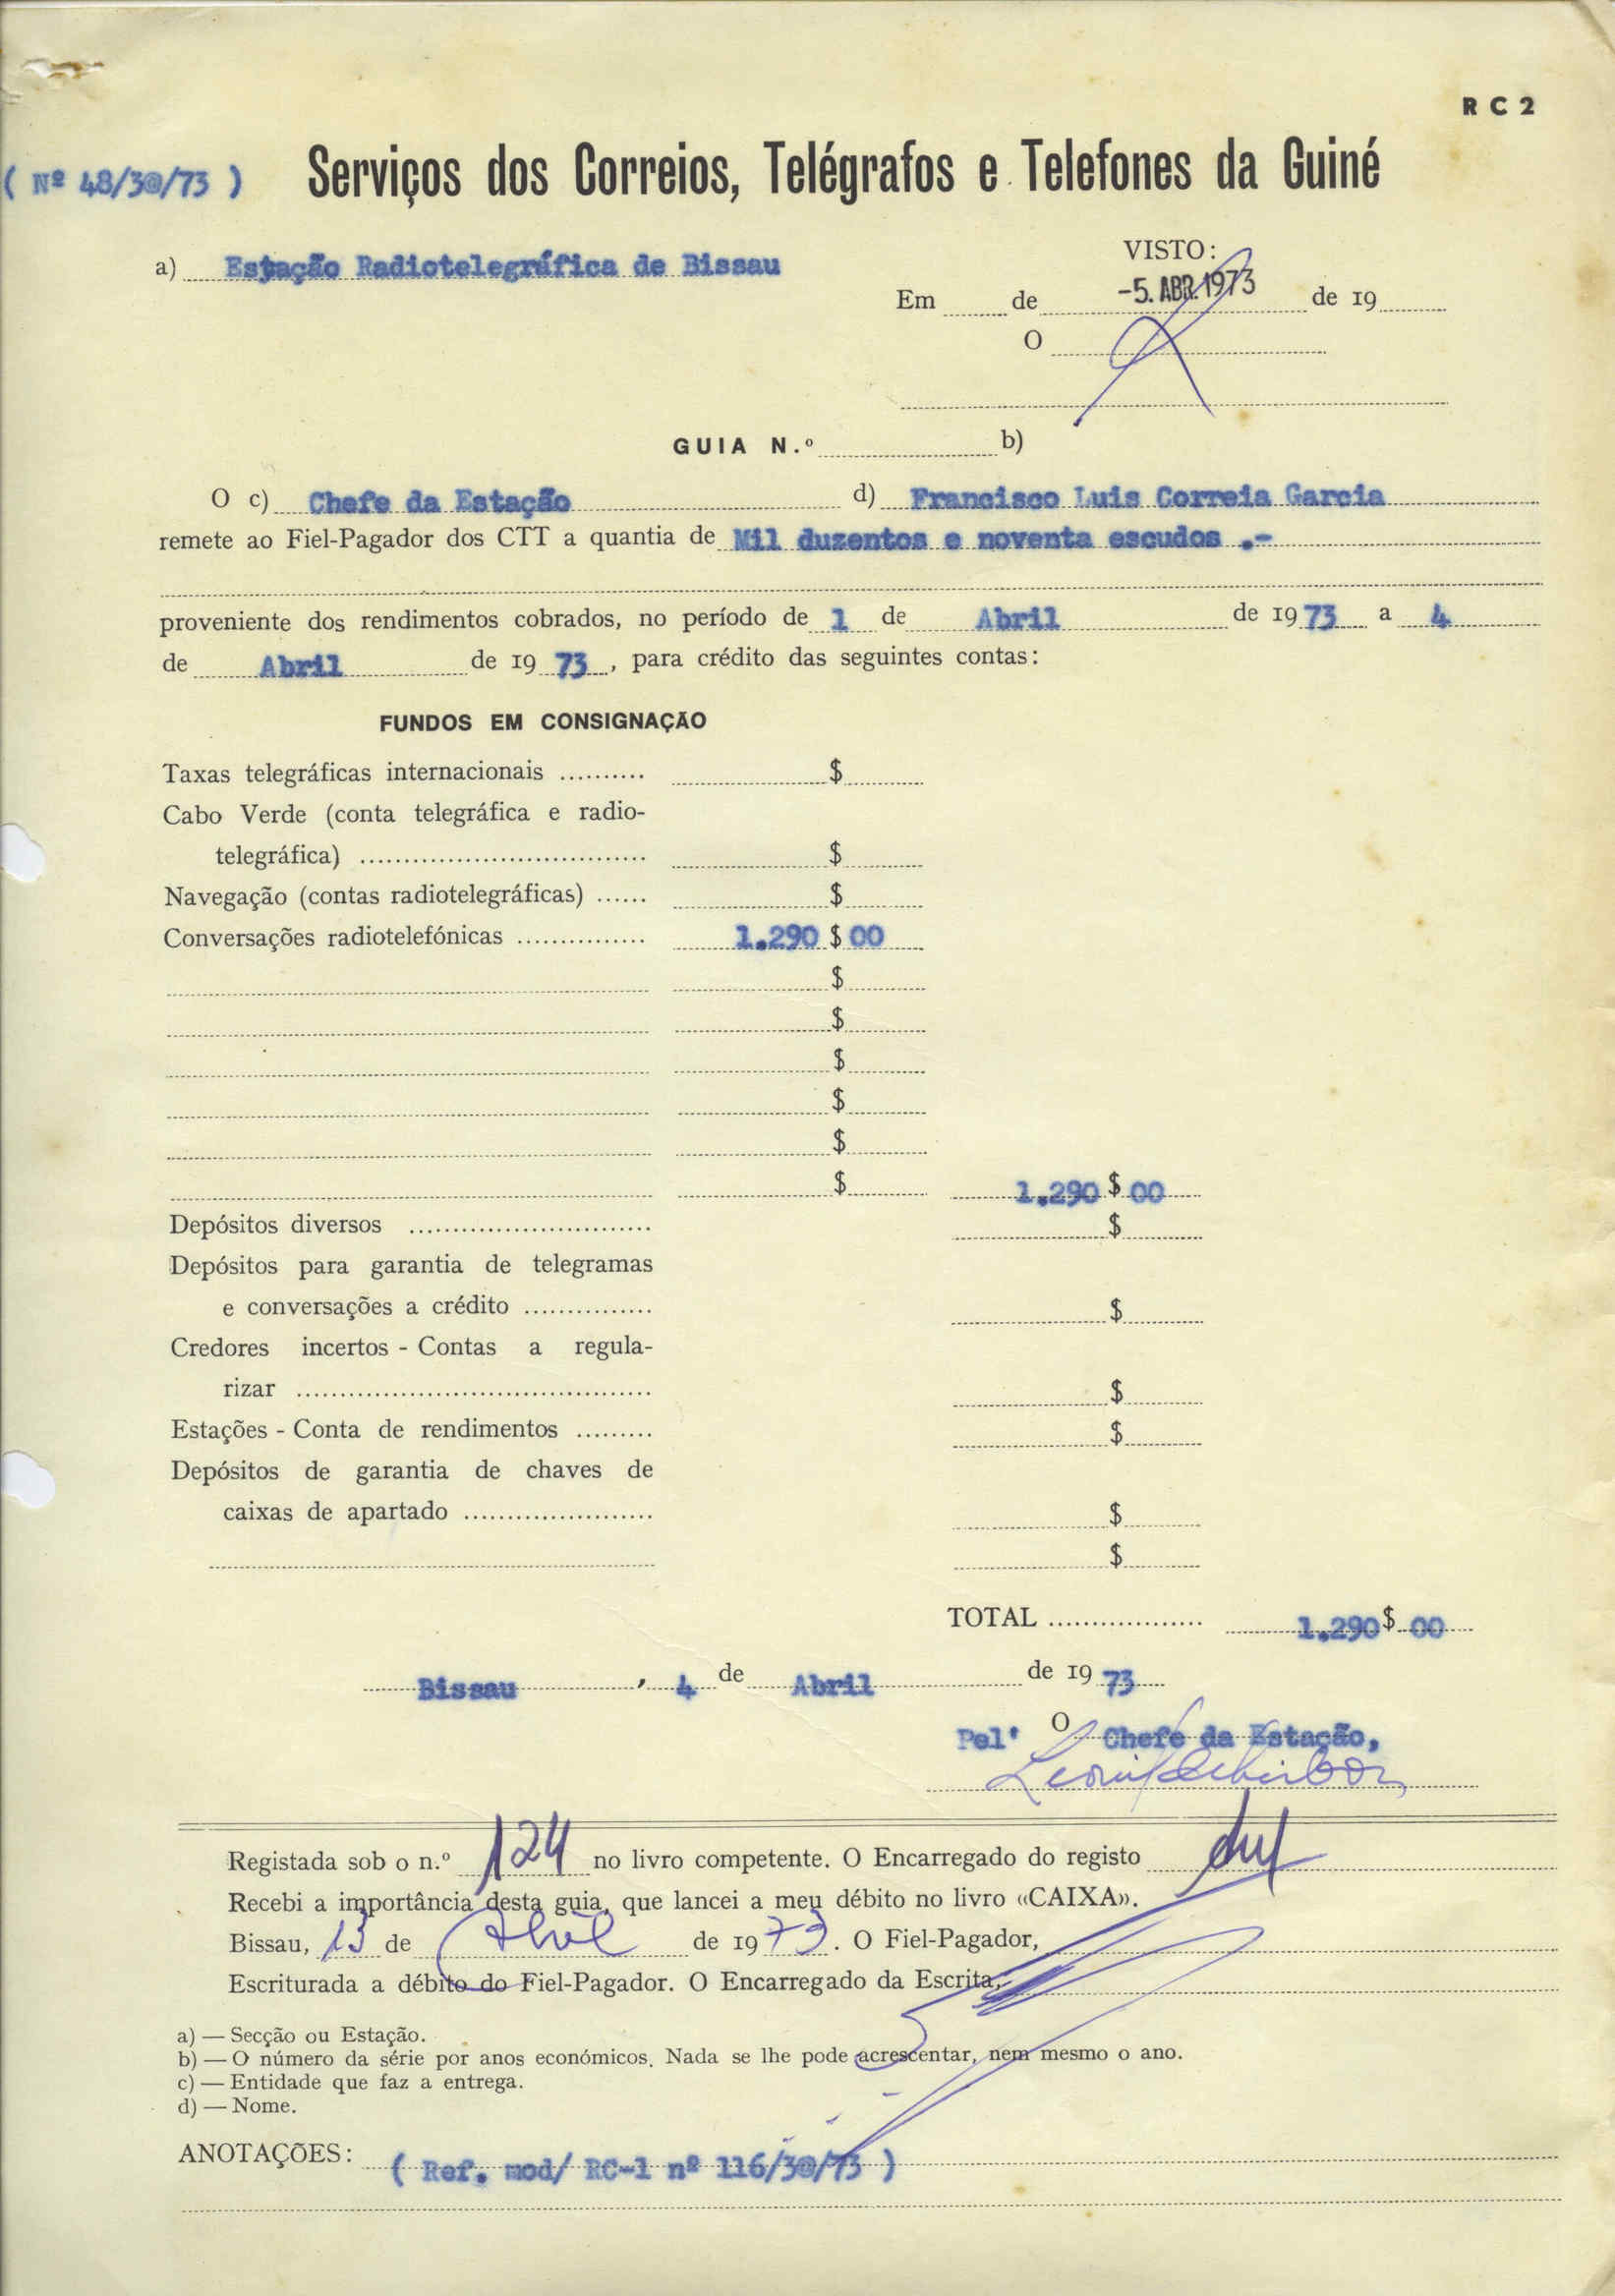 R C 2
( Nº 48/3@/73 ) Serviços dos Correios, Telégrafos e Telefones da Guiné
a) Estação Radiotelegráfica de Bissau
VISTO:
Em de -5. ABR. 1973 de 19
O
GUIA N.º b)
O c) Chefe da Estação d) Francisco Luis Correia Garcia
remete ao Fiel-Pagador dos CTT a quantia de Mil duzentos e noventa escudos .-
proveniente dos rendimentos cobrados, no período de 1 de Abril de 1973 a 4
de Abril de 19 73, para crédito das seguintes contas:
FUNDOS EM CONSIGNAÇÃO
Taxas telegráficas internacionais .......... $
Cabo Verde (conta telegráfica e radio-
telegráfica) ................................. $
Navegação (contas radiotelegráficas) ...... $
Conversações radiotelefónicas ............... 1.290 $ 00
$
$
$
$
$
$ 1.290 $ 00
Depósitos diversos ............................ $
Depósitos para garantia de telegramas
e conversações a crédito ............... $
Credores incertos - Contas a regula-
rizar ......................................... $
Estações - Conta de rendimentos ......... $
Depósitos de garantia de chaves de
caixas de apartado ...................... $
$
TOTAL .................. 1.290 $ 00
Bissau, 4 de Abril de 19 73
Pel' O Chefe da Estação,
Registada sob o n.º 124 no livro competente. O Encarregado do registo
Recebi a importância desta guia, que lancei a meu débito no livro «CAIXA».
Bissau, 13 de Abril de 1973. O Fiel-Pagador,
Escriturada a débito do Fiel-Pagador. O Encarregado da Escrita,
a) — Secção ou Estação.
b) — O número da série por anos económicos. Nada se lhe pode acrescentar, nem mesmo o ano.
c) — Entidade que faz a entrega.
d) — Nome.
ANOTAÇÕES: ( Ref. mod/ RC-1 nº 116/3@/73 )